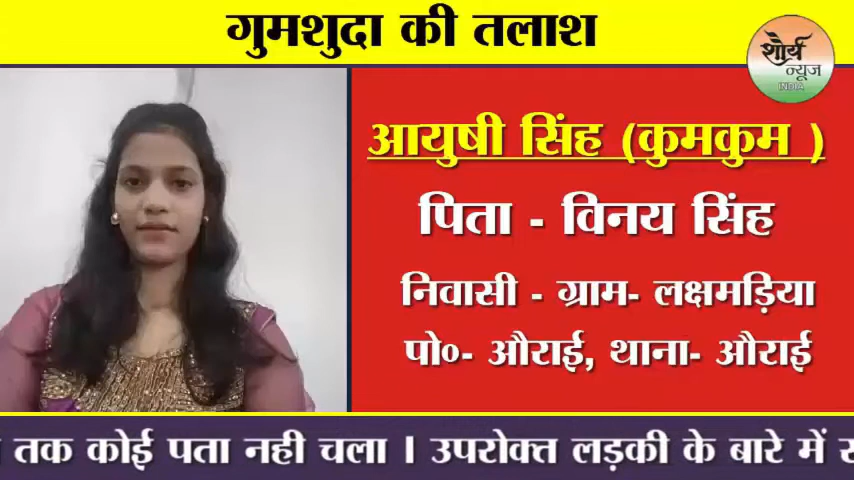 गुमशुदा की तलाश
शौर्य
न्यूज
INDIA
आयुषी सिंह (कुमकुम )
पिता - विनय सिंह
निवासी - ग्राम- लक्षमड़िया
पो०- औराई, थाना- औराई
तक कोई पता नही चला । उपरोक्त लड़की के बारे में